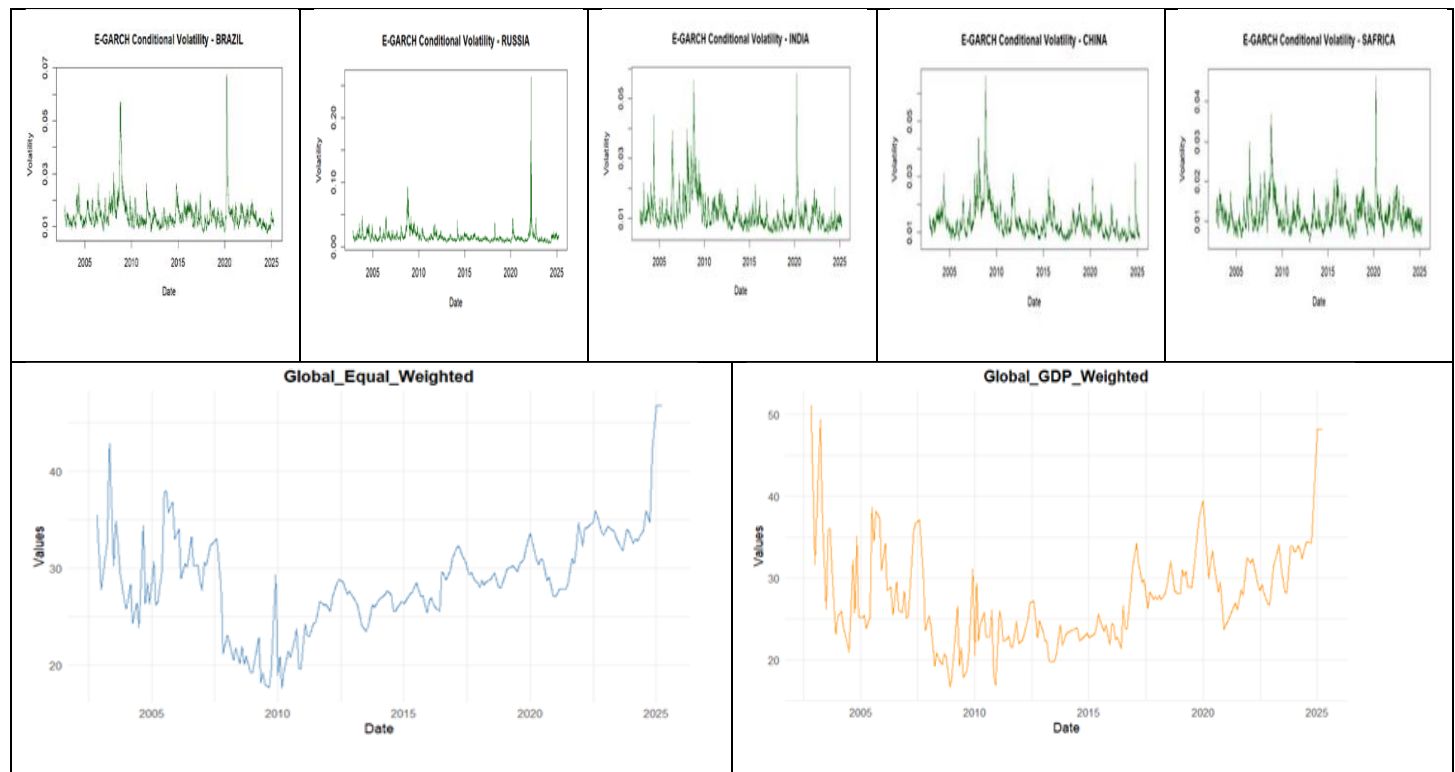 E-GARCH Conditional Volatility - BRAZIL
0.07
0.05
0.03
0.01
Volatility
2005 2010 2015 2020 2025
Date
E-GARCH Conditional Volatility - RUSSIA
0.20
0.10
0.00
Volatility
2005 2010 2015 2020 2025
Date
E-GARCH Conditional Volatility - INDIA
0.05
0.03
0.01
Volatility
2005 2010 2015 2020 2025
Date
E-GARCH Conditional Volatility - CHINA
0.05
0.03
0.01
Volatility
2005 2010 2015 2020 2025
Date
E-GARCH Conditional Volatility - SAFRICA
0.04
0.03
0.02
0.01
Volatility
2005 2010 2015 2020 2025
Date
Global_Equal_Weighted
40
30
20
Values
2005 2010 2015 2020 2025
Date
Global_GDP_Weighted
50
40
30
20
Values
2005 2010 2015 2020 2025
Date